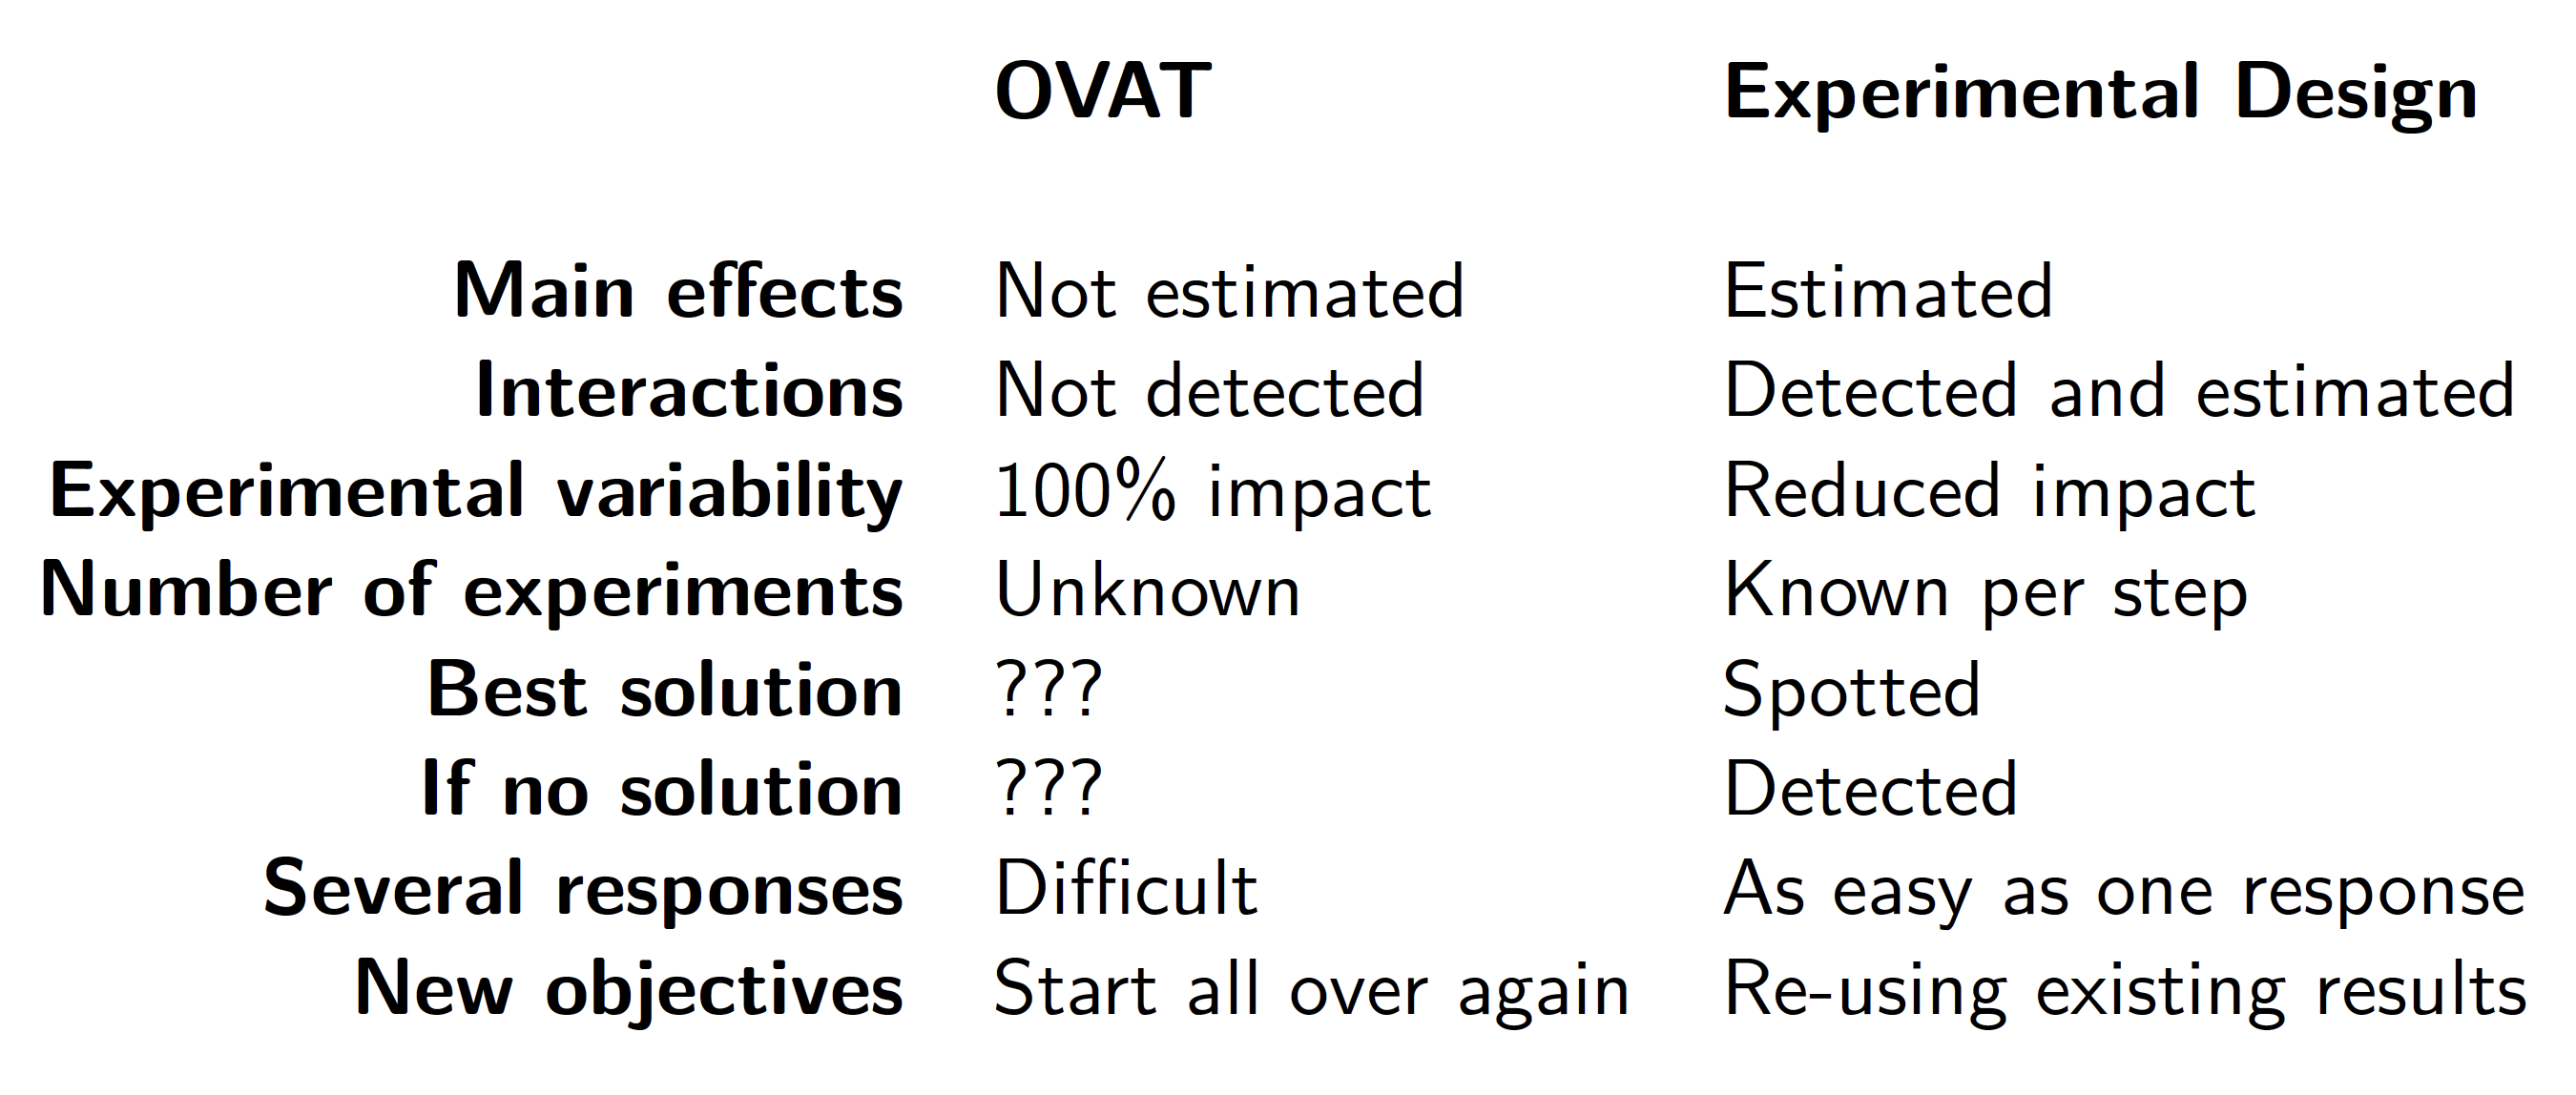 OVAT Experimental Design
Main effects Not estimated Estimated
Interactions Not detected Detected and estimated
Experimental variability 100% impact Reduced impact
Number of experiments Unknown Known per step
Best solution ??? Spotted
If no solution ??? Detected
Several responses Difficult As easy as one response
New objectives Start all over again Re-using existing results